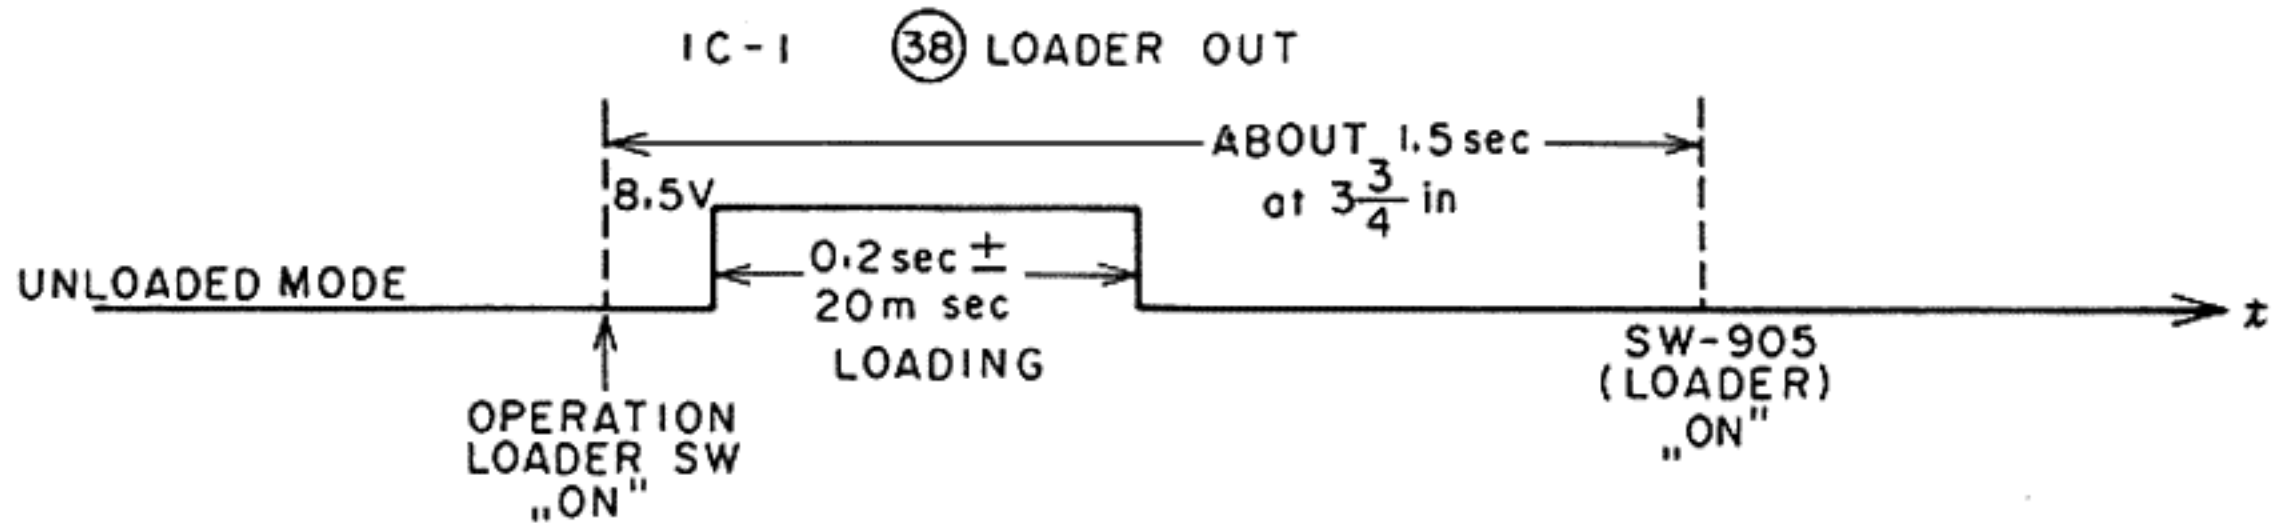 IC-1 38 LOADER OUT
ABOUT 1.5 sec
at 3 3/4 in
8.5V
0.2 sec ±
20m sec
UNLOADED MODE
t
LOADING
SW-905
(LOADER)
„ON"
OPERATION
LOADER SW
„ON"